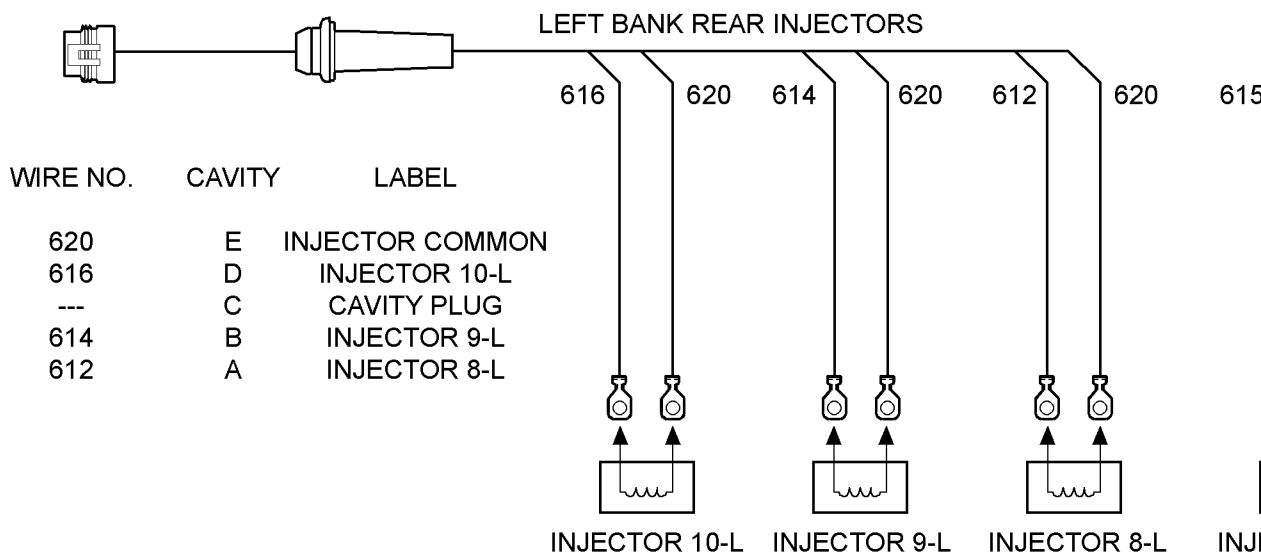 LEFT BANK REAR INJECTORS
616 620 614 620 612 620 615
WIRE NO. CAVITY LABEL
620 E INJECTOR COMMON
616 D INJECTOR 10-L
--- C CAVITY PLUG
614 B INJECTOR 9-L
612 A INJECTOR 8-L
INJECTOR 10-L INJECTOR 9-L INJECTOR 8-L